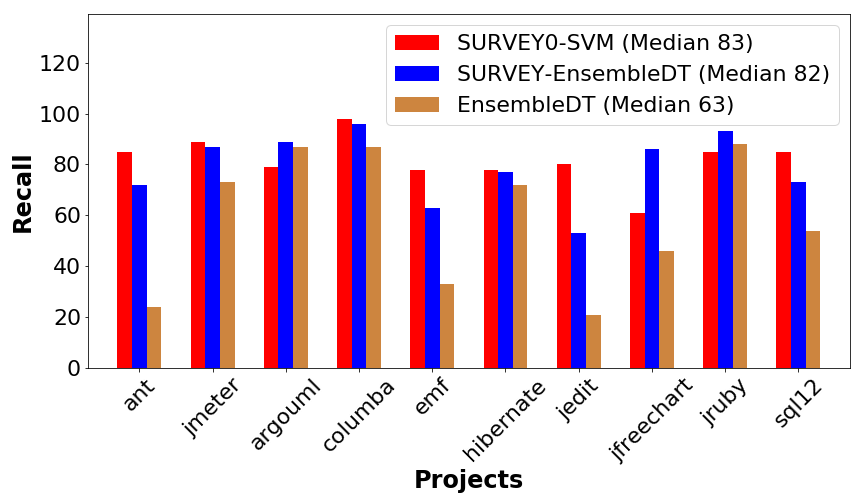 SURVEY0-SVM (Median 83)
SURVEY-EnsembleDT (Median 82)
EnsembleDT (Median 63)
120
100
80
60
40
20
0
Recall
ant
jmeter
argouml
columba
emf
hibernate
jedit
jfreechart
jruby
sql12
Projects